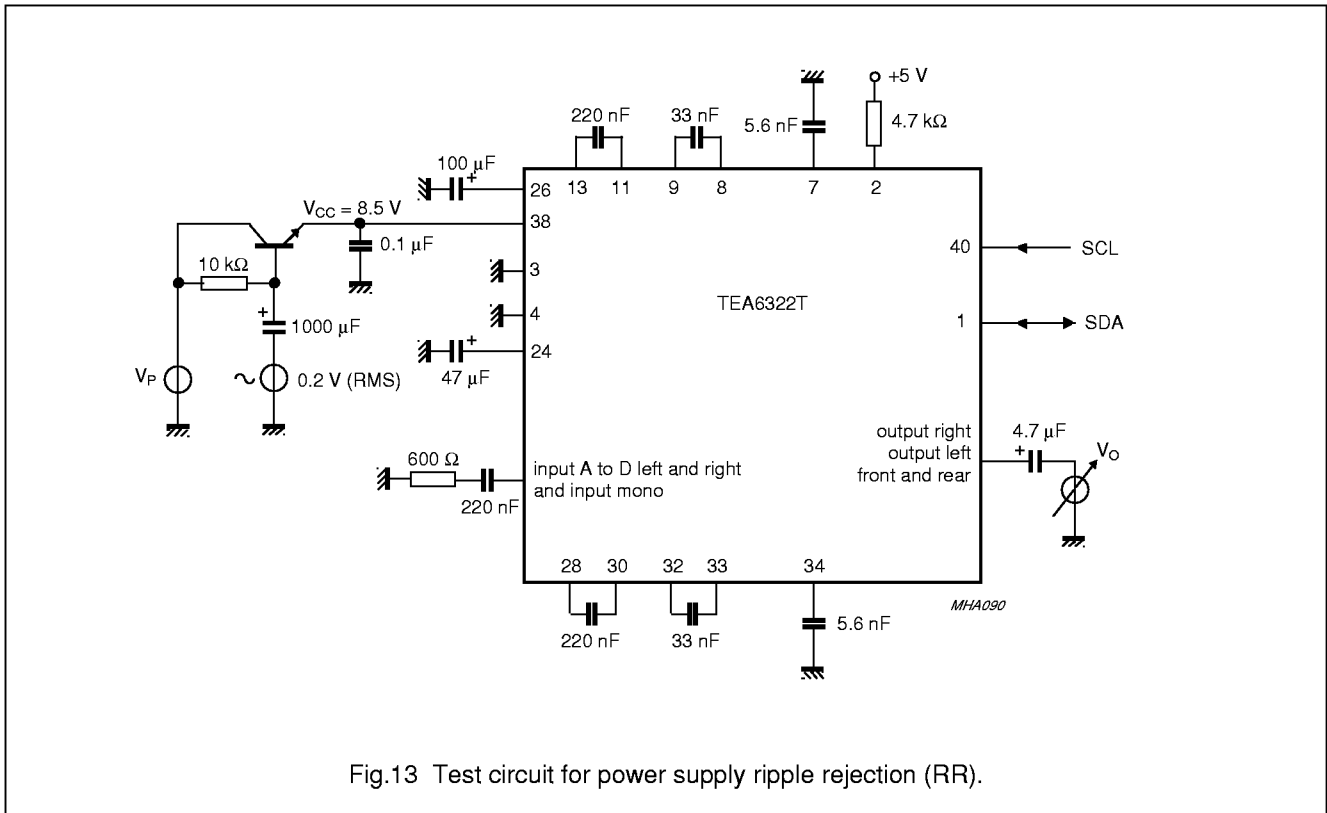 +5 V
220 nF
33 nF
5.6 nF
4.7 kΩ
100 µF
+
26
13
11
9
8
7
2
VCC = 8.5 V
38
0.1 µF
40
SCL
10 kΩ
3
TEA6322T
+
1000 µF
4
1
SDA
+
24
47 µF
VP
0.2 V (RMS)
output right
output left
front and rear
4.7 µF
+
VO
600 Ω
220 nF
input A to D left and right
and input mono
28
30
32
33
34
MHA090
220 nF
33 nF
5.6 nF
Fig.13 Test circuit for power supply ripple rejection (RR).